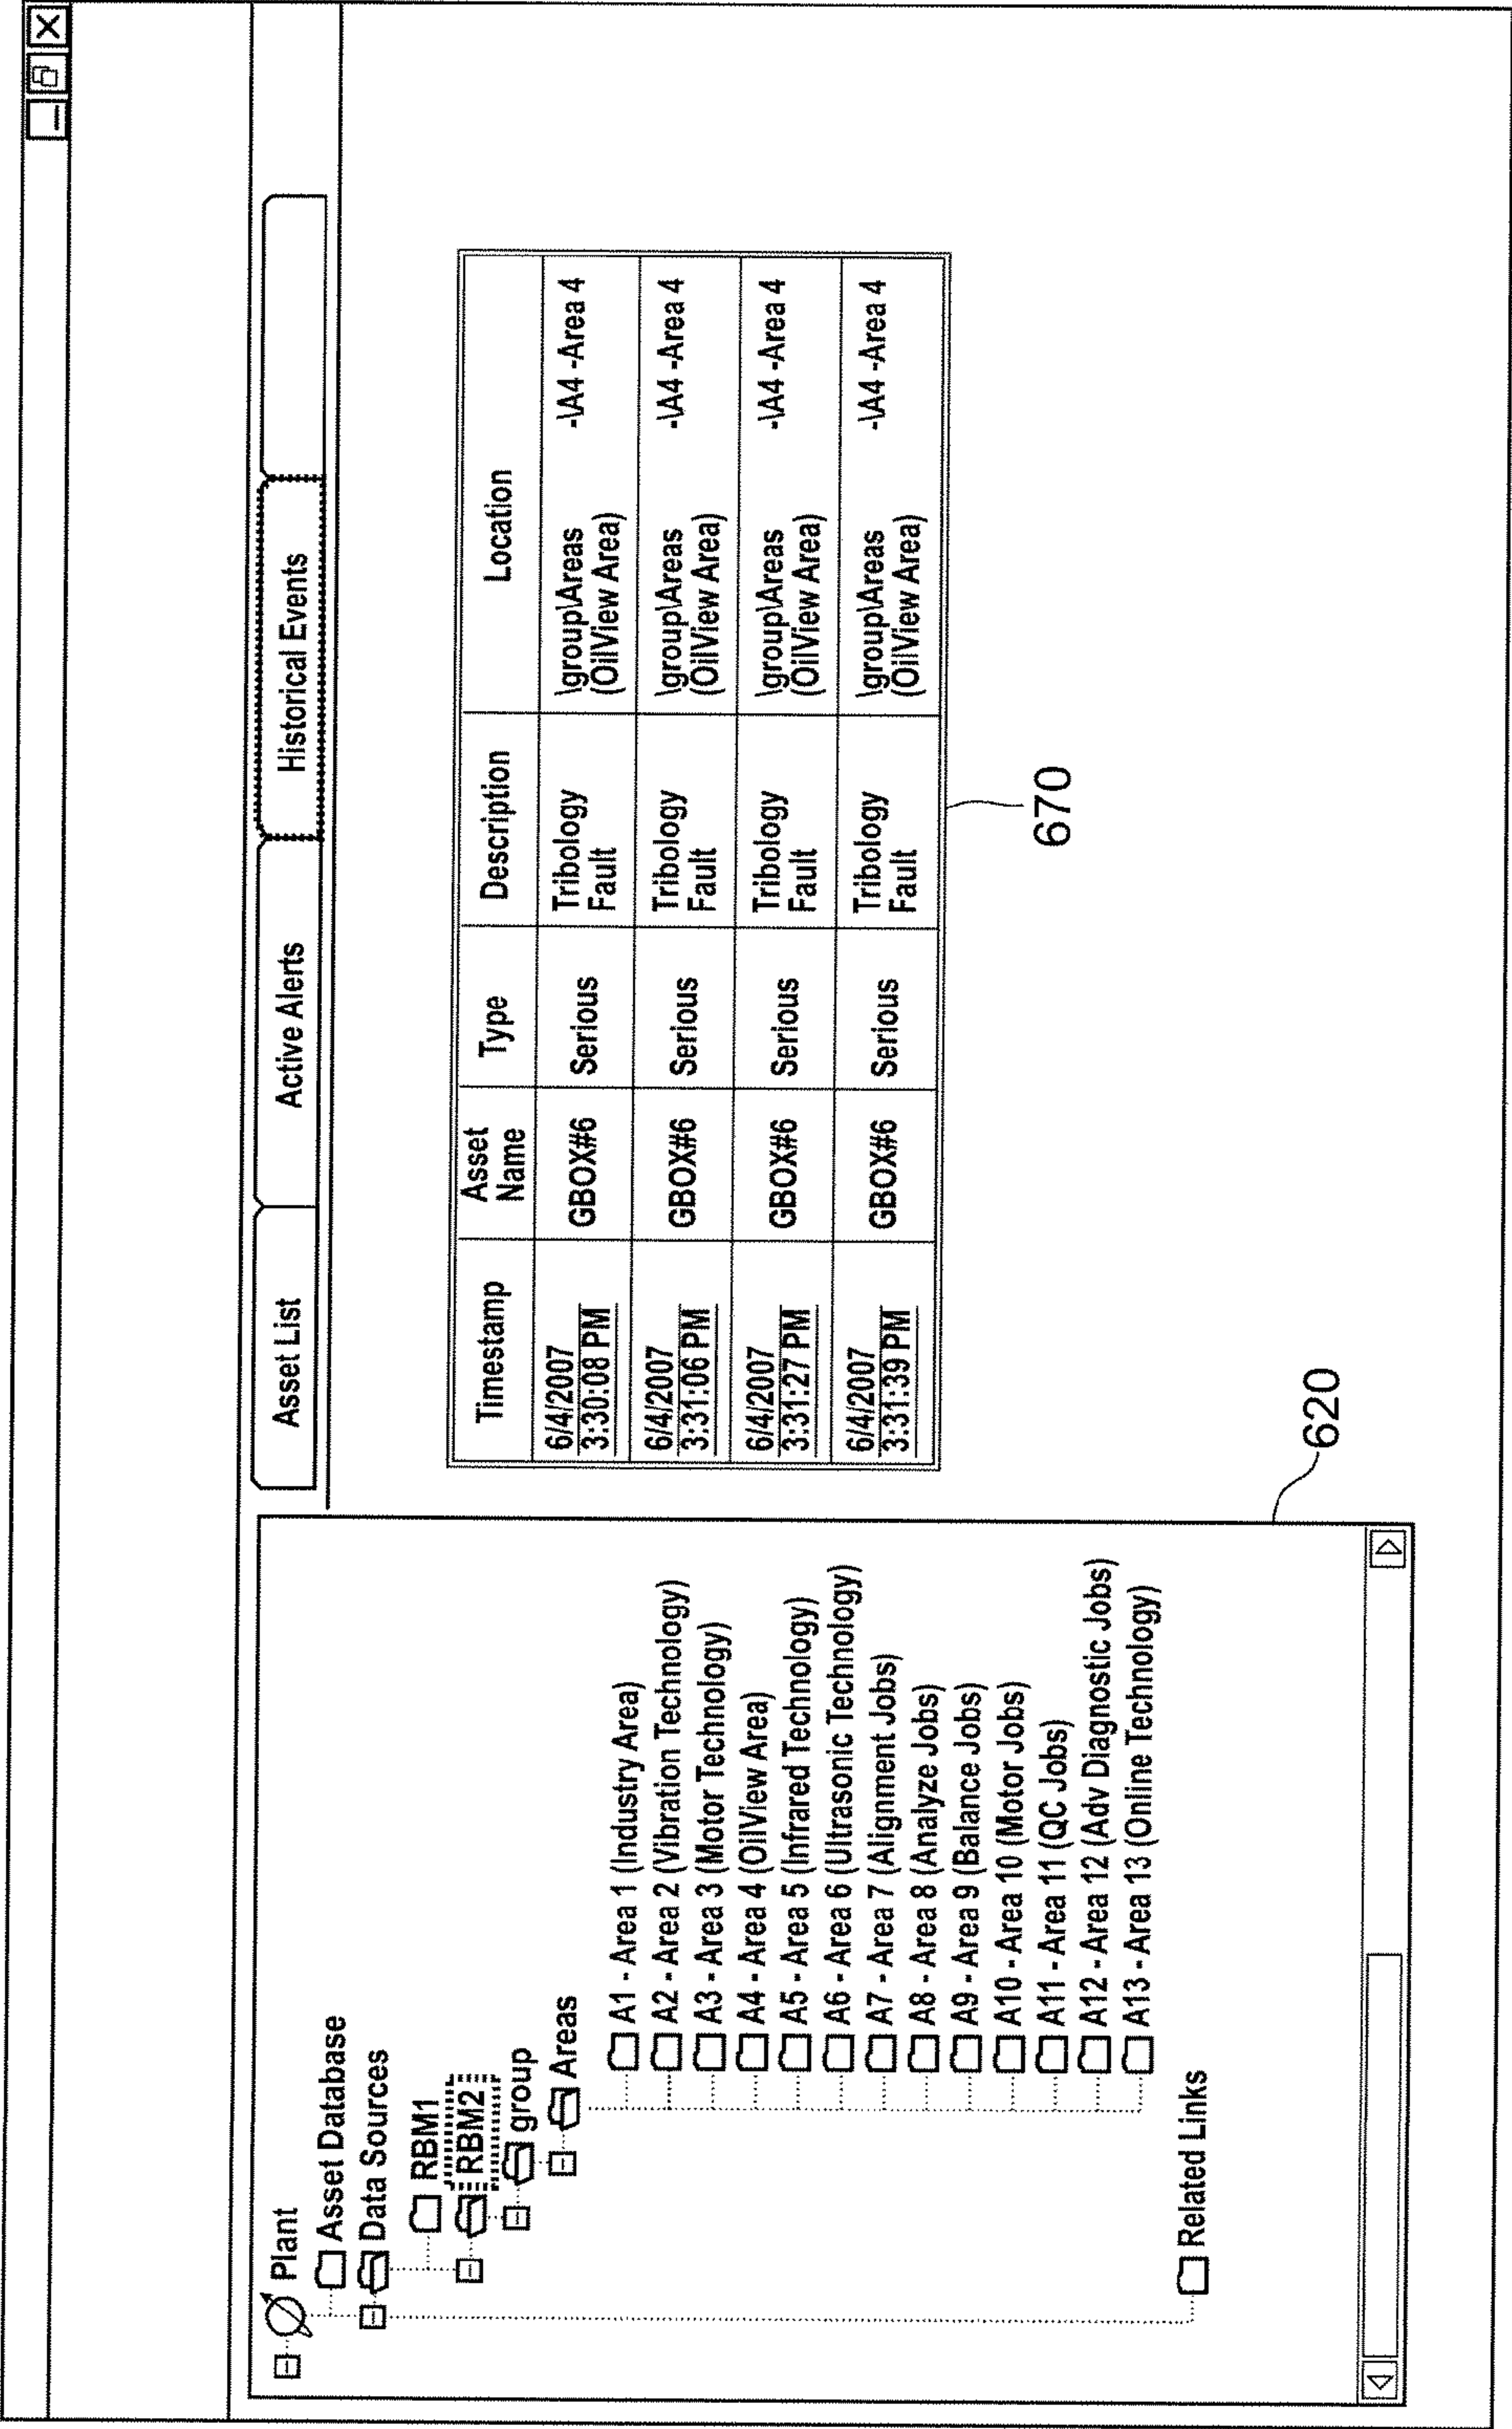 Asset List
Active Alerts
Historical Events
Plant
Asset Database
Data Sources
RBM1
RBM2
group
Areas
A1 - Area 1 (Industry Area)
A2 - Area 2 (Vibration Technology)
A3 - Area 3 (Motor Technology)
A4 - Area 4 (OilView Area)
A5 - Area 5 (Infrared Technology)
A6 - Area 6 (Ultrasonic Technology)
A7 - Area 7 (Alignment Jobs)
A8 - Area 8 (Analyze Jobs)
A9 - Area 9 (Balance Jobs)
A10 - Area 10 (Motor Jobs)
A11 - Area 11 (QC Jobs)
A12 - Area 12 (Adv Diagnostic Jobs)
A13 - Area 13 (Online Technology)
Related Links
620
Timestamp Asset Type Description Location
Name
6/4/2007 GBOX#6 Serious Tribology \group\Areas -\A4 -Area 4
3:30:08 PM Fault (OilView Area)
6/4/2007 GBOX#6 Serious Tribology \group\Areas -\A4 -Area 4
3:31:06 PM Fault (OilView Area)
6/4/2007 GBOX#6 Serious Tribology \group\Areas -\A4 -Area 4
3:31:27 PM Fault (OilView Area)
6/4/2007 GBOX#6 Serious Tribology \group\Areas -\A4 -Area 4
3:31:39 PM Fault (OilView Area)
670